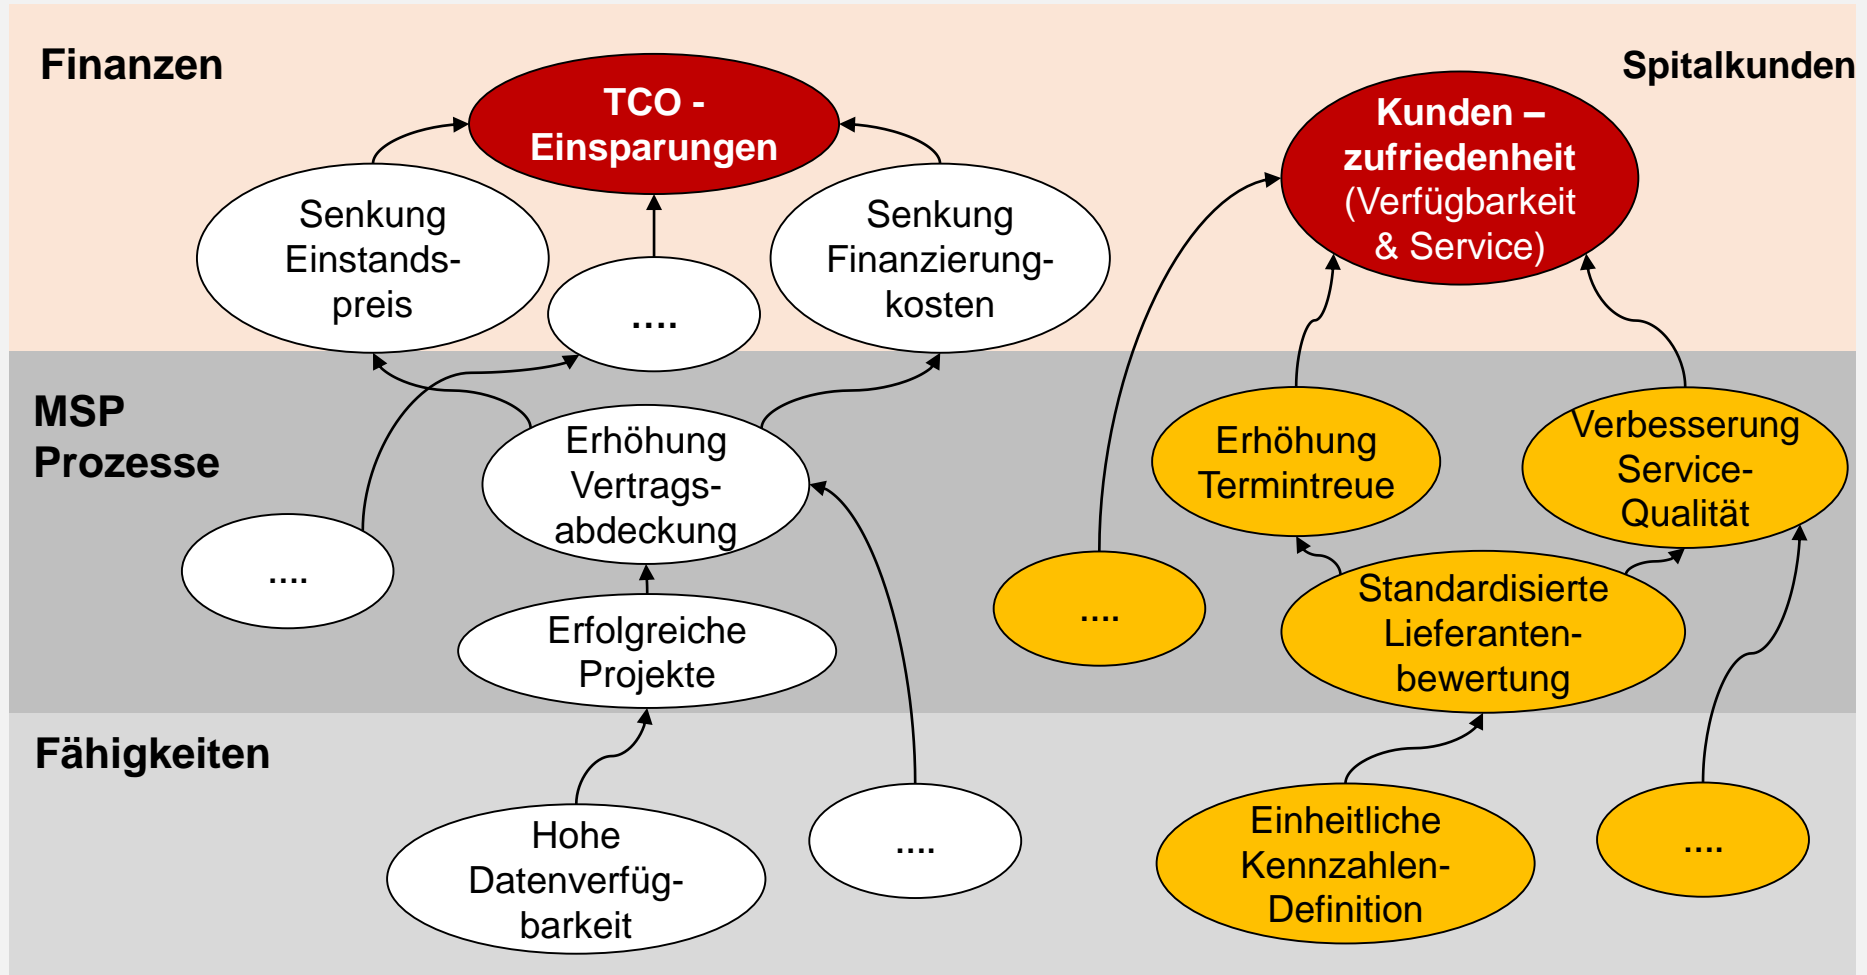 Finanzen
Spitalkunden
TCO -
Einsparungen
Kunden –
zufriedenheit
(Verfügbarkeit
& Service)
Senkung
Einstands-
preis
....
Senkung
Finanzierung-
kosten
MSP
Prozesse
Erhöhung
Vertrags-
abdeckung
Erhöhung
Termintreue
Verbesserung
Service-
Qualität
....
Erfolgreiche
Projekte
....
Standardisierte
Lieferanten-
bewertung
Fähigkeiten
Hohe
Datenverfüg-
barkeit
....
Einheitliche
Kennzahlen-
Definition
....